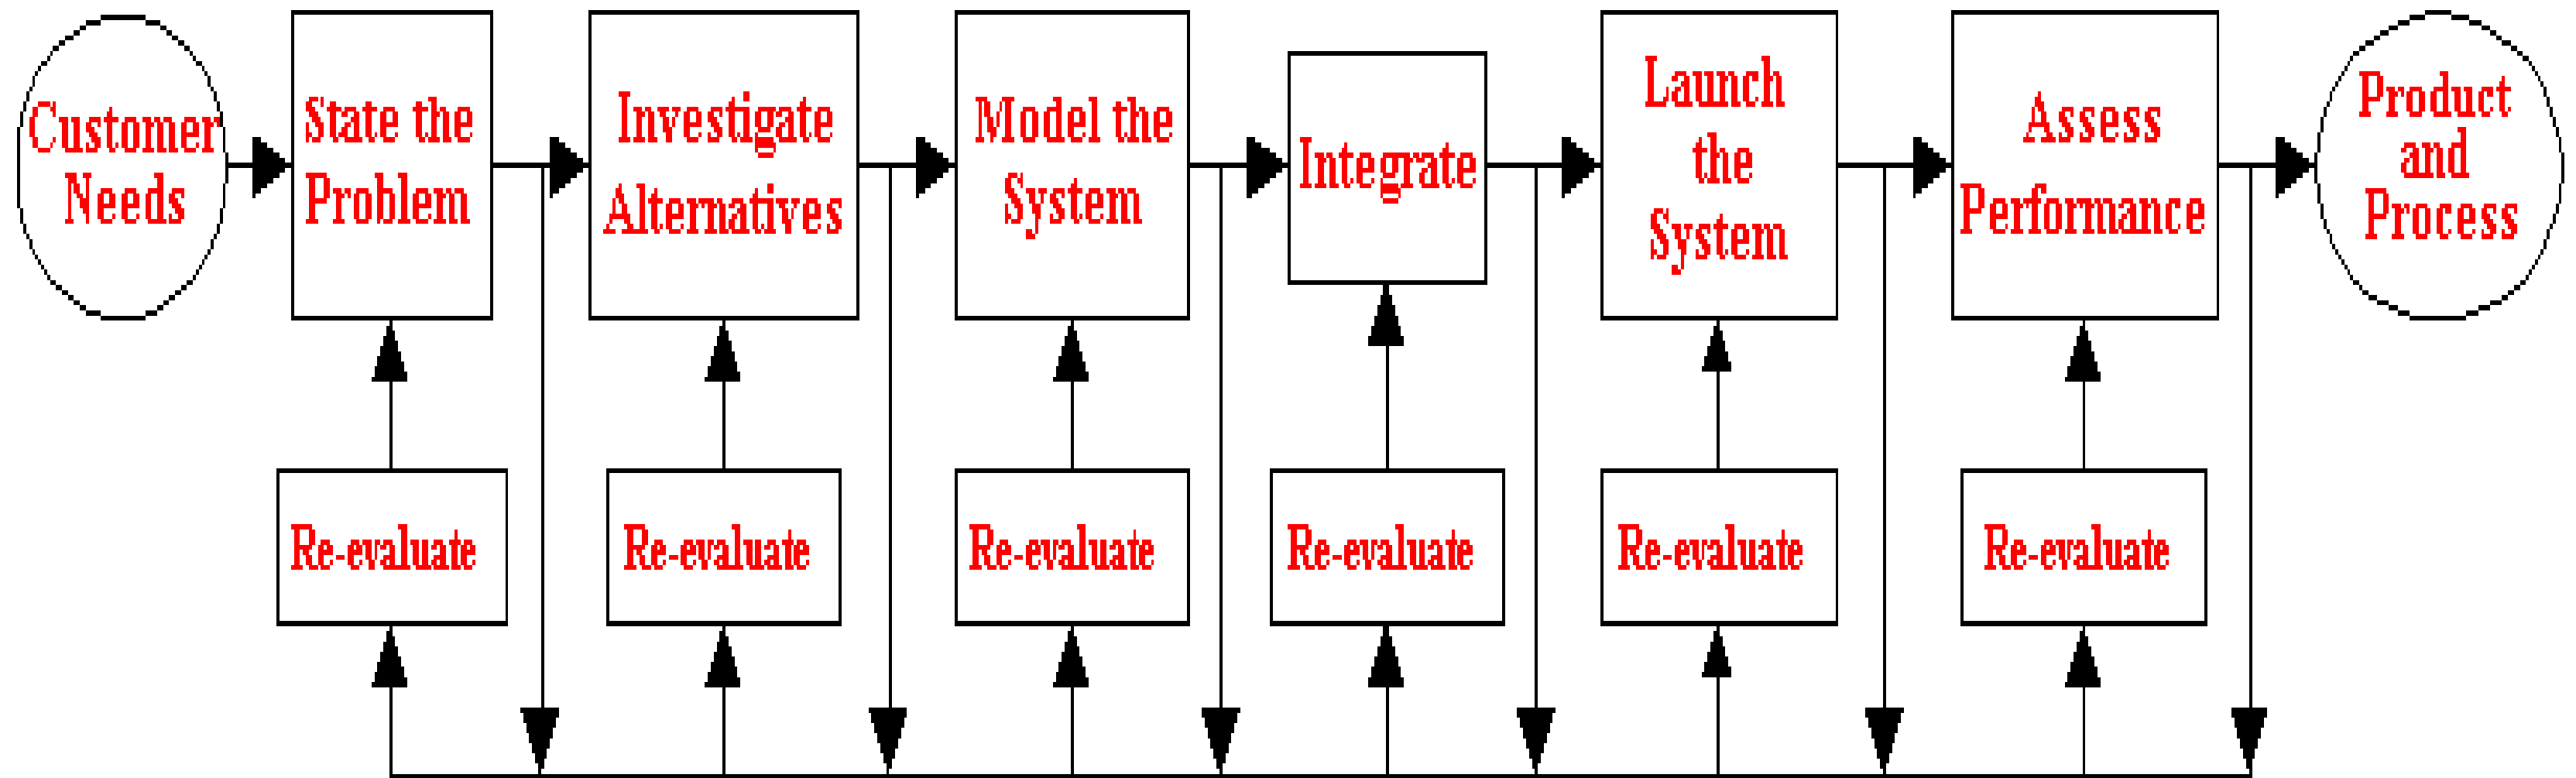 Customer
Needs
State the
Problem
Investigate
Alternatives
Model the
System
Integrate
Launch
the
System
Assess
Performance
Product
and
Process
Re-evaluate
Re-evaluate
Re-evaluate
Re-evaluate
Re-evaluate
Re-evaluate